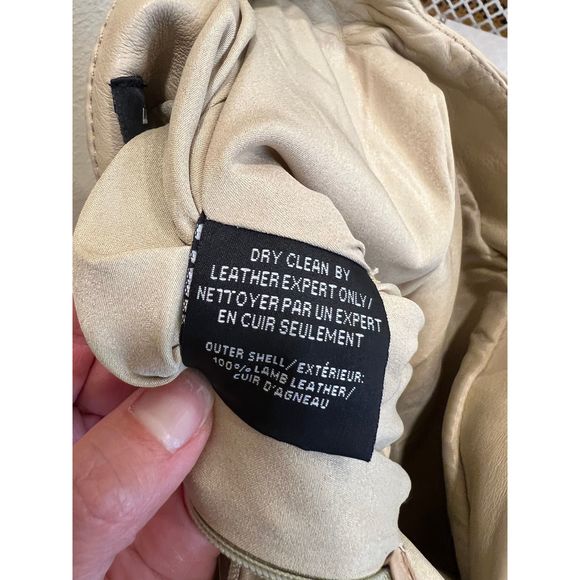 DRY CLEAN BY
LEATHER EXPERT ONLY/
NETTOYER PAR UN EXPERT
EN CUIR SEULEMENT
OUTER SHELL/EXTÉRIEUR:
100% LAMB LEATHER/
CUIR D'AGNEAU